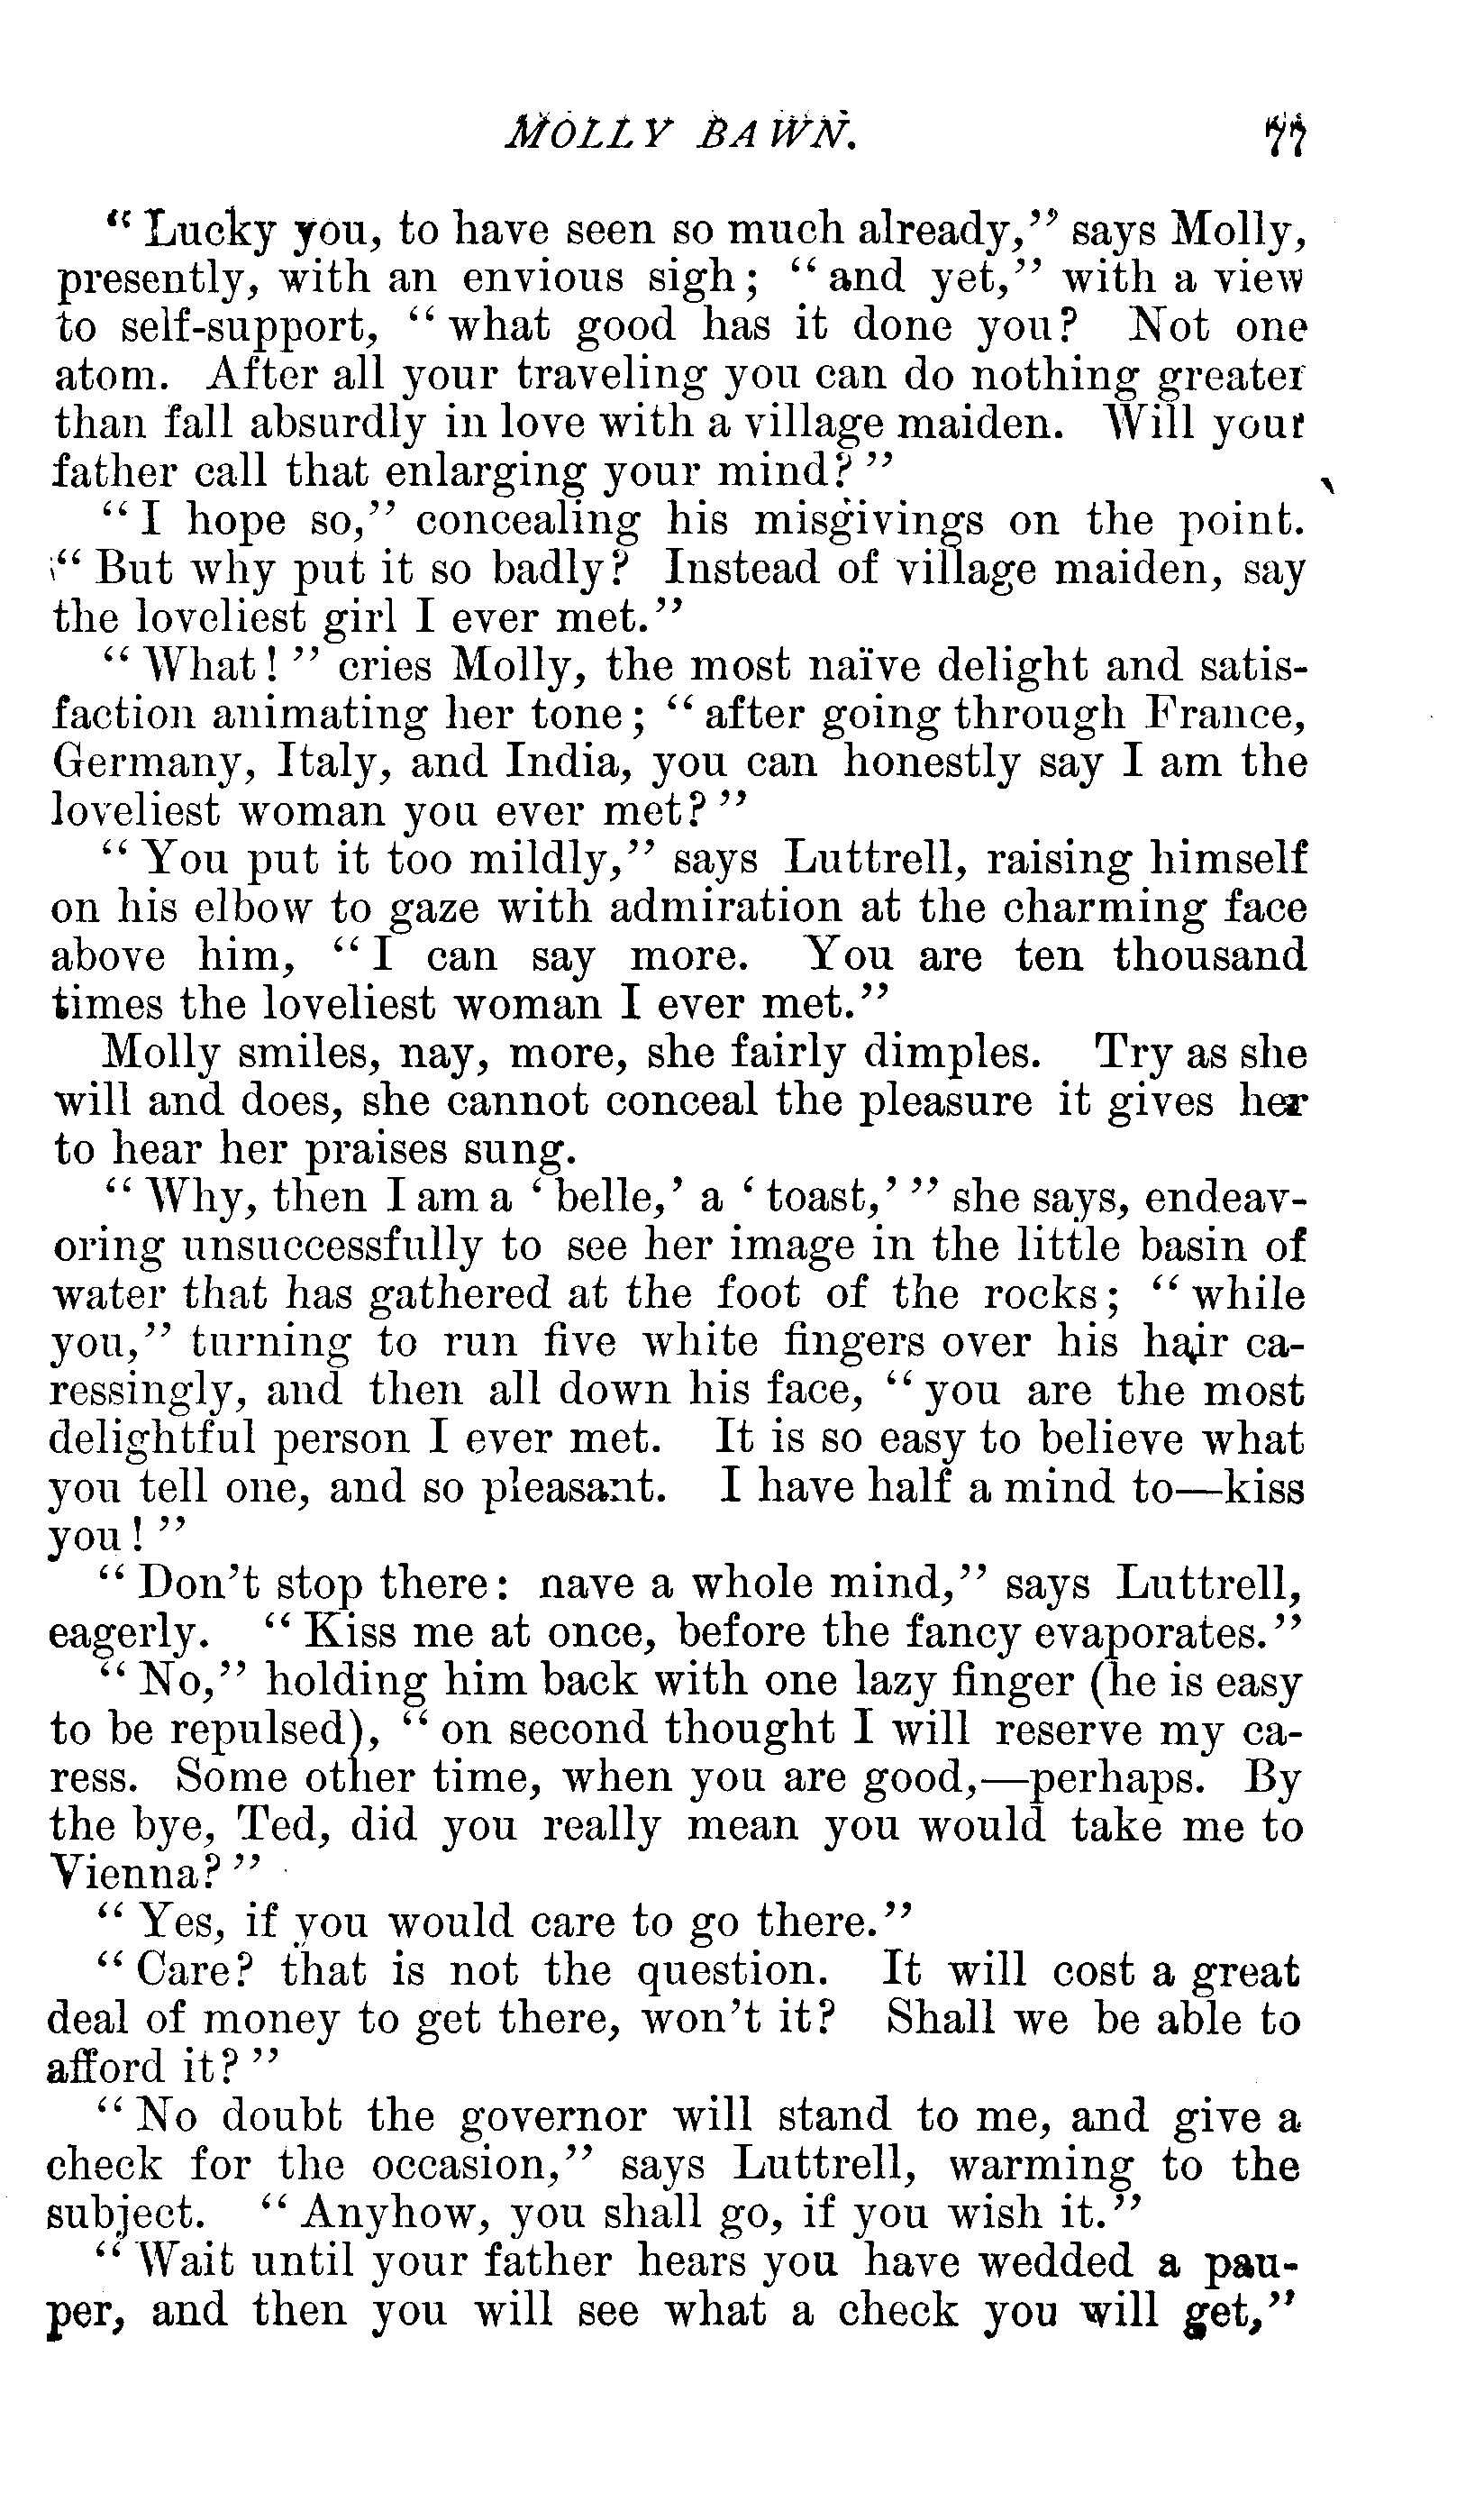 MOLLY BAWN. 77
"Lucky you, to have seen so much already," says Molly,
presently, with an envious sigh; "and yet," with a view
to self-support, "what good has it done you? Not one
atom. After all your traveling you can do nothing greater
than fall absurdly in love with a village maiden. Will your
father call that enlarging your mind?"
"I hope so," concealing his misgivings on the point.
"But why put it so badly? Instead of village maiden, say
the loveliest girl I ever met."
"What!" cries Molly, the most naïve delight and satis-
faction animating her tone; "after going through France,
Germany, Italy, and India, you can honestly say I am the
loveliest woman you ever met?"
"You put it too mildly," says Luttrell, raising himself
on his elbow to gaze with admiration at the charming face
above him, "I can say more. You are ten thousand
times the loveliest woman I ever met."
Molly smiles, nay, more, she fairly dimples. Try as she
will and does, she cannot conceal the pleasure it gives her
to hear her praises sung.
"Why, then I am a 'belle,' a 'toast,'" she says, endeav-
oring unsuccessfully to see her image in the little basin of
water that has gathered at the foot of the rocks; "while
you," turning to run five white fingers over his hair ca-
ressingly, and then all down his face, "you are the most
delightful person I ever met. It is so easy to believe what
you tell one, and so pleasant. I have half a mind to—kiss
you!"
"Don't stop there: nave a whole mind," says Luttrell,
eagerly. "Kiss me at once, before the fancy evaporates."
"No," holding him back with one lazy finger (he is easy
to be repulsed), "on second thought I will reserve my ca-
ress. Some other time, when you are good,—perhaps. By
the bye, Ted, did you really mean you would take me to
Vienna?"
"Yes, if you would care to go there."
"Care? that is not the question. It will cost a great
deal of money to get there, won't it? Shall we be able to
afford it?"
"No doubt the governor will stand to me, and give a
check for the occasion," says Luttrell, warming to the
subject. "Anyhow, you shall go, if you wish it."
"Wait until your father hears you have wedded a pau-
per, and then you will see what a check you will get,"